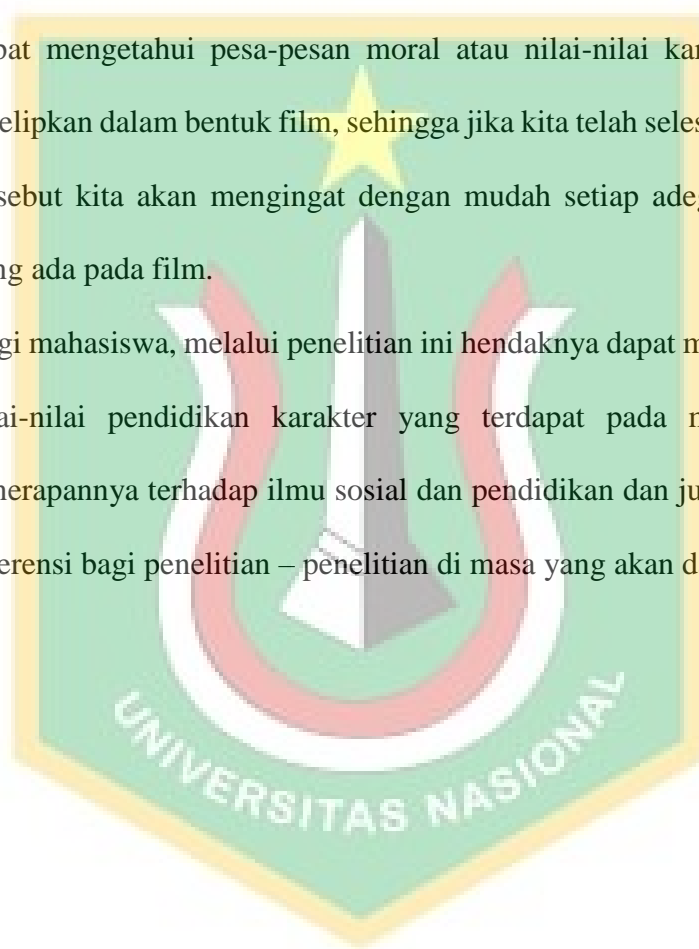 pat mengetahui pesa-pesan moral atau nilai-nilai kar
elipkan dalam bentuk film, sehingga jika kita telah seles
sebut kita akan mengingat dengan mudah setiap adeg
ng ada pada film.
gi mahasiswa, melalui penelitian ini hendaknya dapat m
ai-nilai pendidikan karakter yang terdapat pada m
nerapannya terhadap ilmu sosial dan pendidikan dan ju
erensi bagi penelitian – penelitian di masa yang akan d
UNIVERSITAS NASIONAL